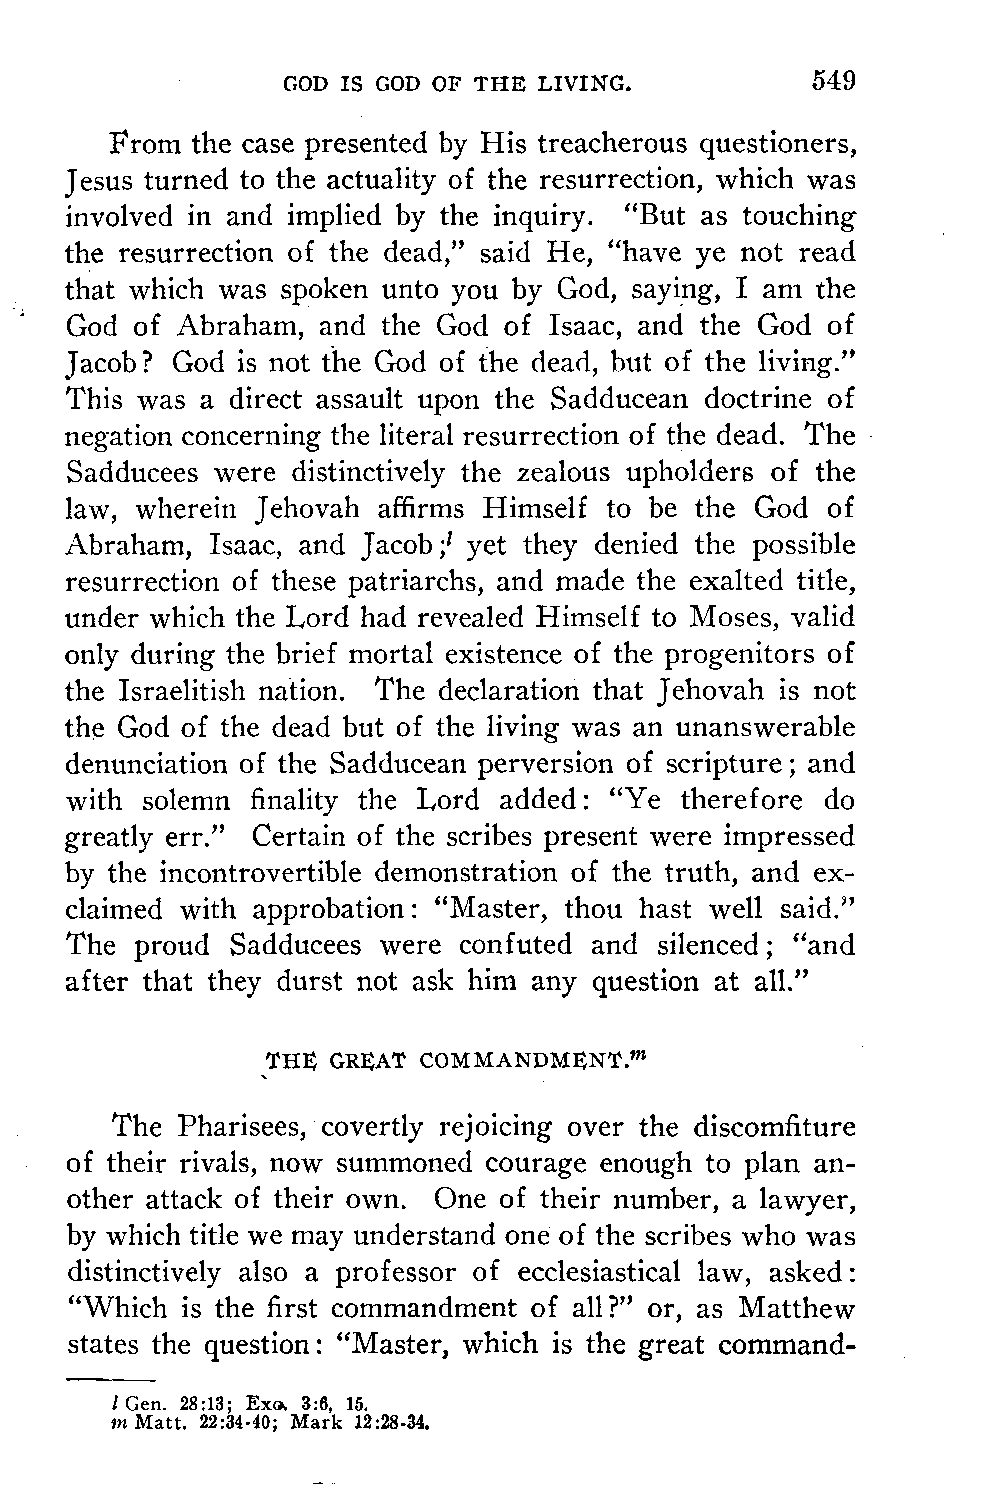 GOD IS GOD OF THE LIVING. 549
From the case presented by His treacherous questioners,
Jesus turned to the actuality of the resurrection, which was
involved in and implied by the inquiry. “But as touching
the resurrection of the dead,” said He, “have ye not read
that which was spoken unto you by God, saying, I am the
God of Abraham, and the God of Isaac, and the God of
Jacob? God is not the God of the dead, but of the living.”
This was a direct assault upon the Sadducean doctrine of
negation concerning the literal resurrection of the dead. The
Sadducees were distinctively the zealous upholders of the
law, wherein Jehovah affirms Himself to be the God of
Abraham, Isaac, and Jacob;l yet they denied the possible
resurrection of these patriarchs, and made the exalted title,
under which the Lord had revealed Himself to Moses, valid
only during the brief mortal existence of the progenitors of
the Israelitish nation. The declaration that Jehovah is not
the God of the dead but of the living was an unanswerable
denunciation of the Sadducean perversion of scripture; and
with solemn finality the Lord added: “Ye therefore do
greatly err.” Certain of the scribes present were impressed
by the incontrovertible demonstration of the truth, and ex-
claimed with approbation: “Master, thou hast well said.”
The proud Sadducees were confuted and silenced; “and
after that they durst not ask him any question at all.”
THE GREAT COMMANDMENT.m
The Pharisees, covertly rejoicing over the discomfiture
of their rivals, now summoned courage enough to plan an-
other attack of their own. One of their number, a lawyer,
by which title we may understand one of the scribes who was
distinctively also a professor of ecclesiastical law, asked:
“Which is the first commandment of all?” or, as Matthew
states the question: “Master, which is the great command-
l Gen. 28:13; Exo. 3:6, 15.
m Matt. 22:34-40; Mark 12:28-34.